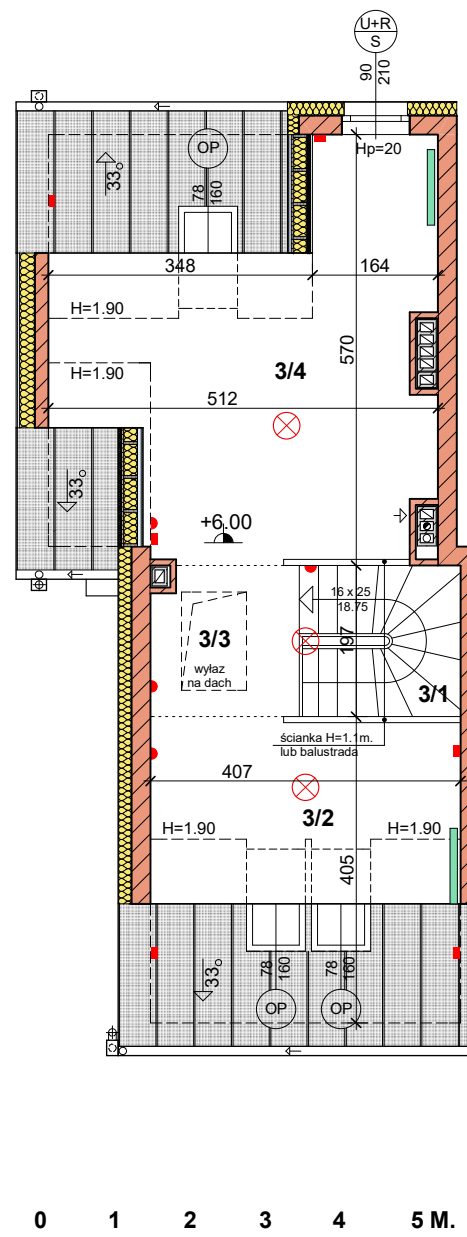 U+R
S
90
210
Hp=20
OP
78
160
33°
348
164
H=1.90
H=1.90
570
3/4
512
33°
+6.00
16 x 25
18.75
197
3/3
wyłaz
na dach
3/1
ścianka H=1.1m.
lub balustrada
407
3/2
H=1.90
H=1.90
405
78
160
78
160
33°
OP
OP
0 1 2 3 4 5 M.